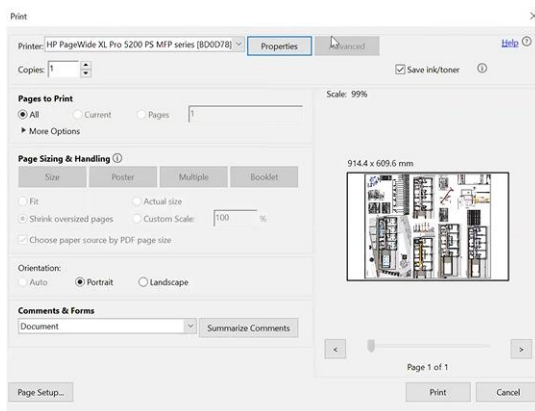 Print
Printer: HP PageWide XL Pro 5200 PS MFP series [BD0D78] Properties Advanced Help
Copies: 1 Save ink/toner
Pages to Print
All Current Pages 1
More Options
Scale: 99%
Page Sizing & Handling
Size Poster Multiple Booklet
Fit Actual size
Shrink oversized pages Custom Scale: 100 %
Choose paper source by PDF page size
914.4 x 609.6 mm
Orientation:
Auto Portrait Landscape
Comments & Forms
Document Summarize Comments
< >
Page 1 of 1
Page Setup... Print Cancel